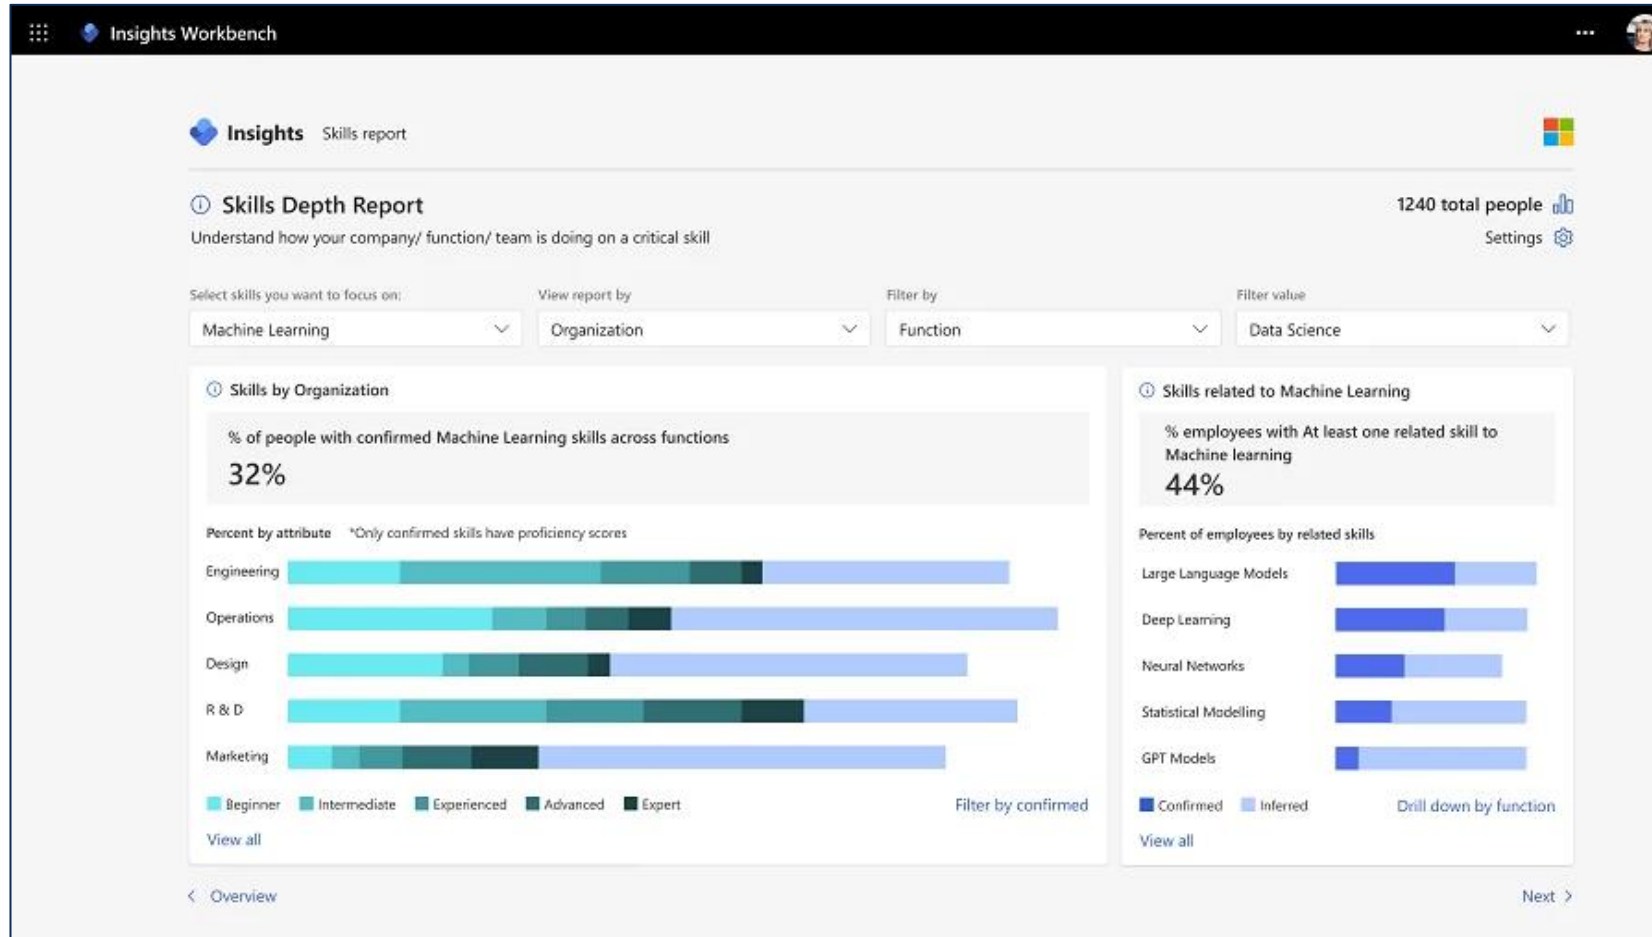 Insights Workbench
Insights Skills report
Skills Depth Report
1240 total people
Understand how your company/ function/ team is doing on a critical skill
Settings
Select skills you want to focus on:
View report by
Filter by
Filter value
Machine Learning
Organization
Function
Data Science
Skills by Organization
% of people with confirmed Machine Learning skills across functions
32%
Percent by attribute *Only confirmed skills have proficiency scores
Engineering
Operations
Design
R & D
Marketing
Beginner Intermediate Experienced Advanced Expert
Filter by confirmed
View all
Skills related to Machine Learning
% employees with At least one related skill to
Machine learning
44%
Percent of employees by related skills
Large Language Models
Deep Learning
Neural Networks
Statistical Modelling
GPT Models
Confirmed Inferred
Drill down by function
View all
Overview
Next